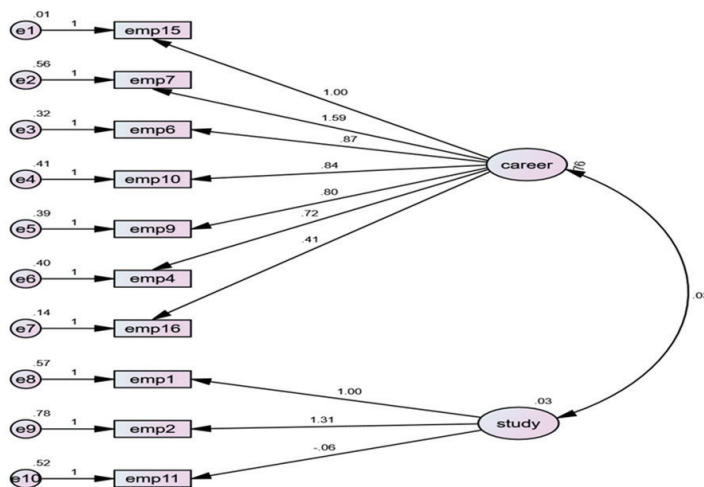 .01
e1 1 emp15
.56
e2 1 emp7
1.00
.32
1.59
e3 1 emp6
.87
.41
e4 1 emp10
.84
career
.76
.39
.80
e5 1 emp9
.72
.40
.41
e6 1 emp4
.14
e7 1 emp16
.57
e8 1 emp1
1.00
.03
.78
e9 1 emp2
1.31
study
.52
-.06
e10 1 emp11